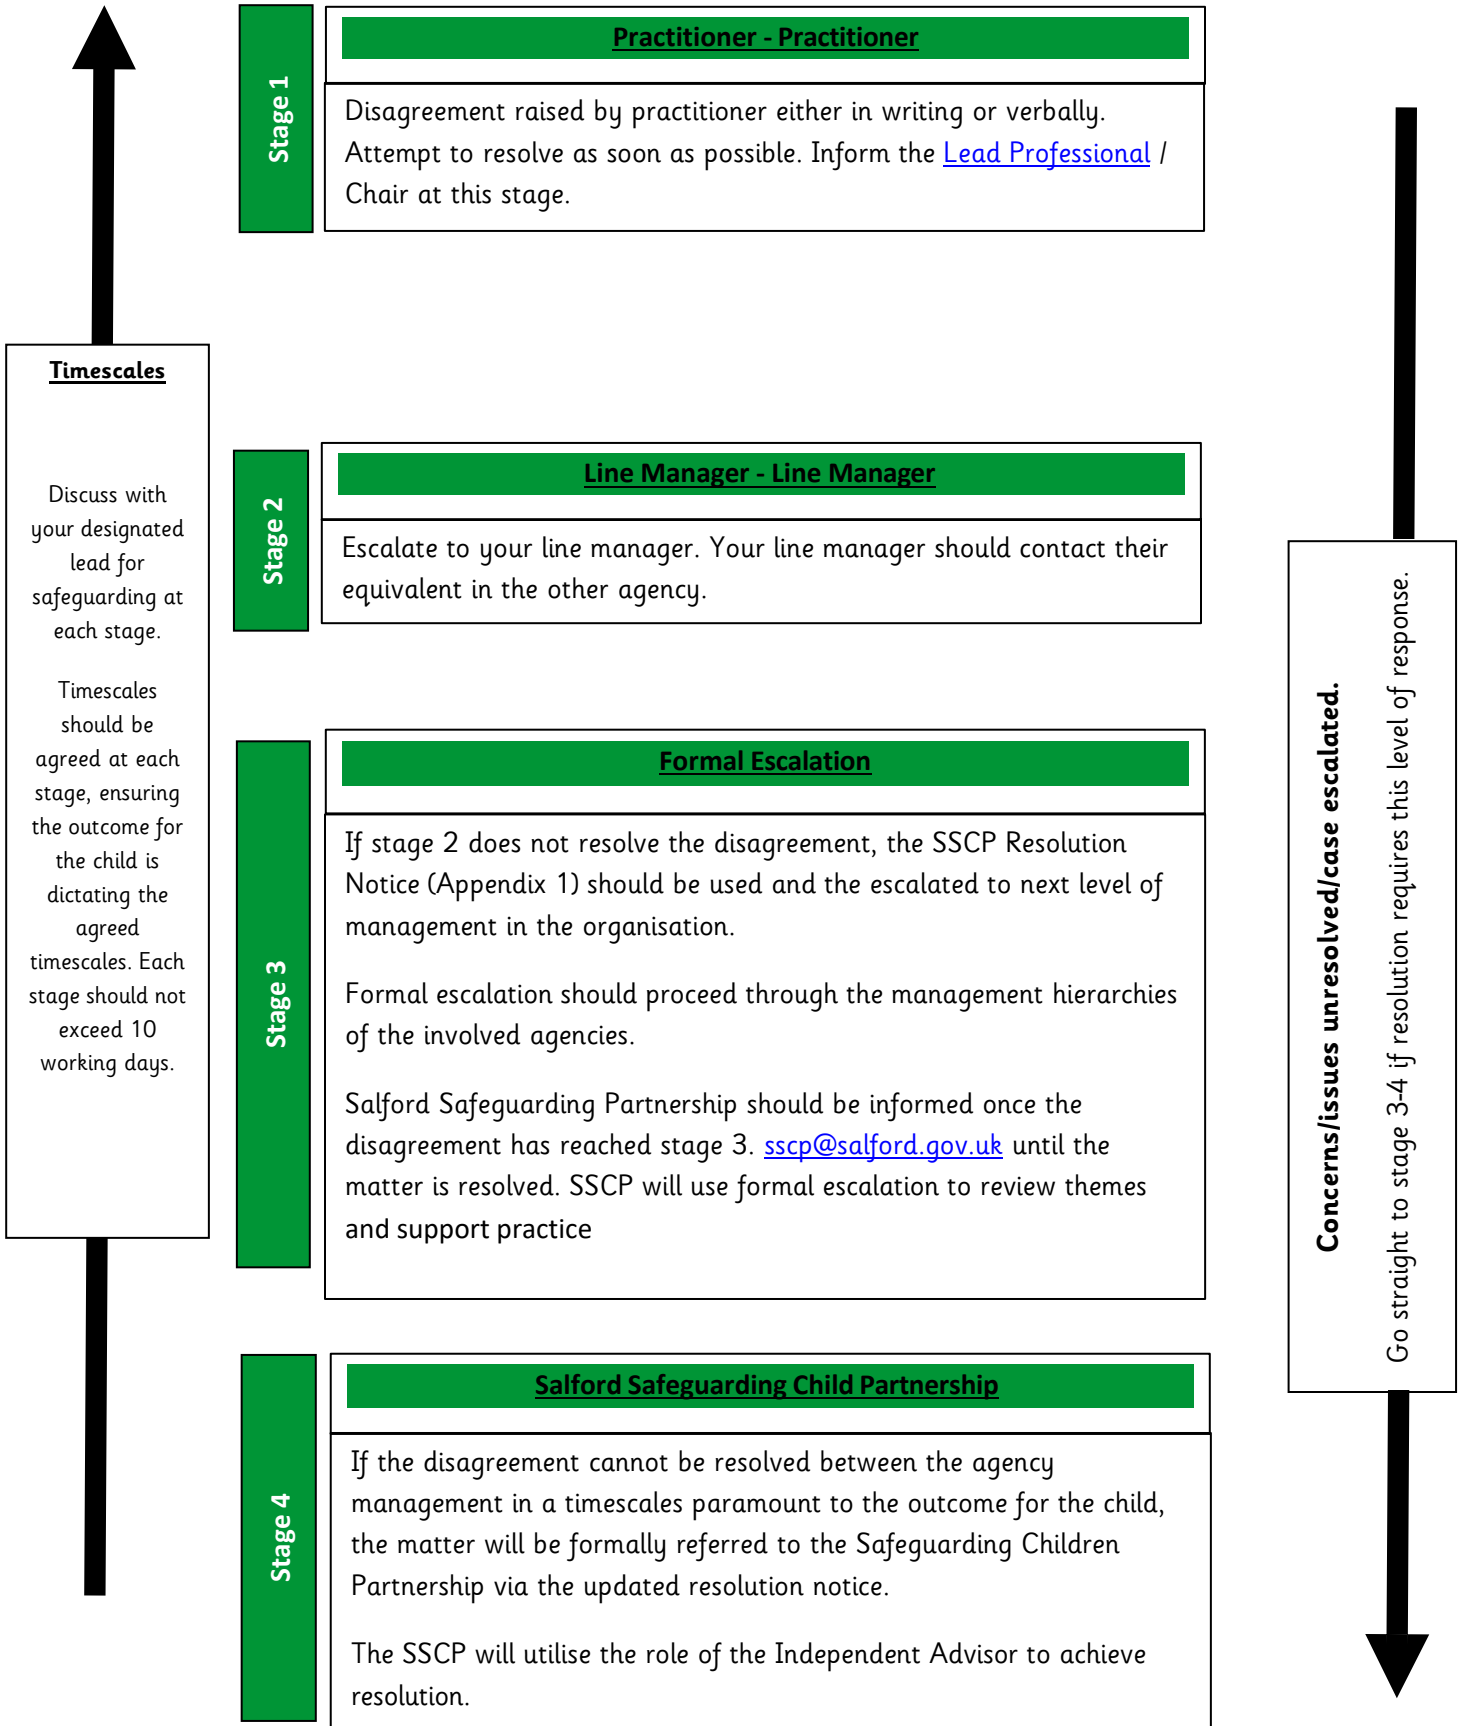 Stage 1
Practitioner - Practitioner
Disagreement raised by practitioner either in writing or verbally.
Attempt to resolve as soon as possible. Inform the Lead Professional /
Chair at this stage.
Timescales
Discuss with
your designated
lead for
safeguarding at
each stage.
Timescales
should be
agreed at each
stage, ensuring
the outcome for
the child is
dictating the
agreed
timescales. Each
stage should not
exceed 10
working days.
Stage 2
Line Manager - Line Manager
Escalate to your line manager. Your line manager should contact their
equivalent in the other agency.
Stage 3
Formal Escalation
If stage 2 does not resolve the disagreement, the SSCP Resolution
Notice (Appendix 1) should be used and the escalated to next level of
management in the organisation.
Formal escalation should proceed through the management hierarchies
of the involved agencies.
Salford Safeguarding Partnership should be informed once the
disagreement has reached stage 3. sscp@salford.gov.uk until the
matter is resolved. SSCP will use formal escalation to review themes
and support practice
Concerns/issues unresolved/case escalated.
Go straight to stage 3-4 if resolution requires this level of response.
Stage 4
Salford Safeguarding Child Partnership
If the disagreement cannot be resolved between the agency
management in a timescales paramount to the outcome for the child,
the matter will be formally referred to the Safeguarding Children
Partnership via the updated resolution notice.
The SSCP will utilise the role of the Independent Advisor to achieve
resolution.